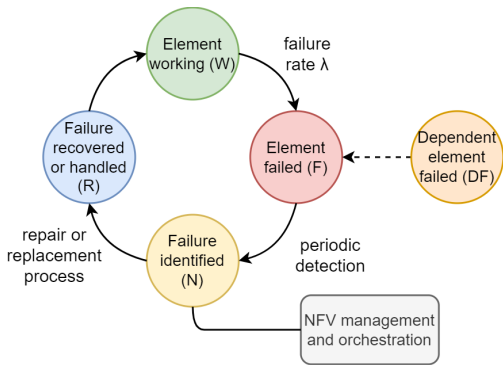 Element
working (W)
failure
rate λ
Failure
recovered
or handled
(R)
Element
failed (F)
Dependent
element
failed (DF)
repair or
replacement
process
Failure
identified
(N)
periodic
detection
NFV management
and orchestration